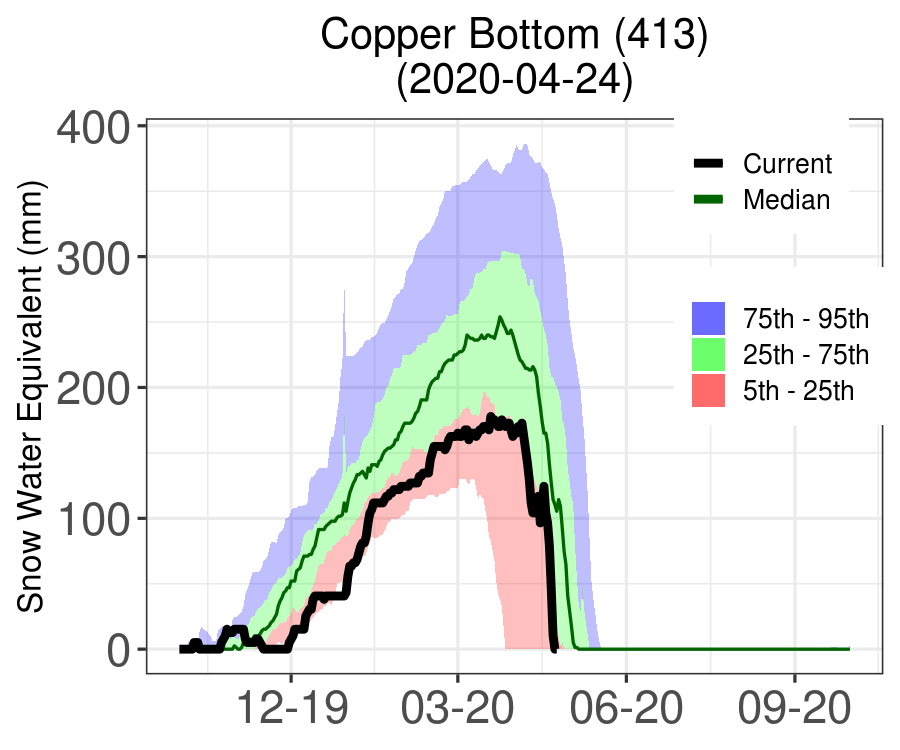 Copper Bottom (413)
(2020-04-24)
Snow Water Equivalent (mm)
400
300
200
100
0
12-19
03-20
06-20
09-20
Current
Median
75th - 95th
25th - 75th
5th - 25th